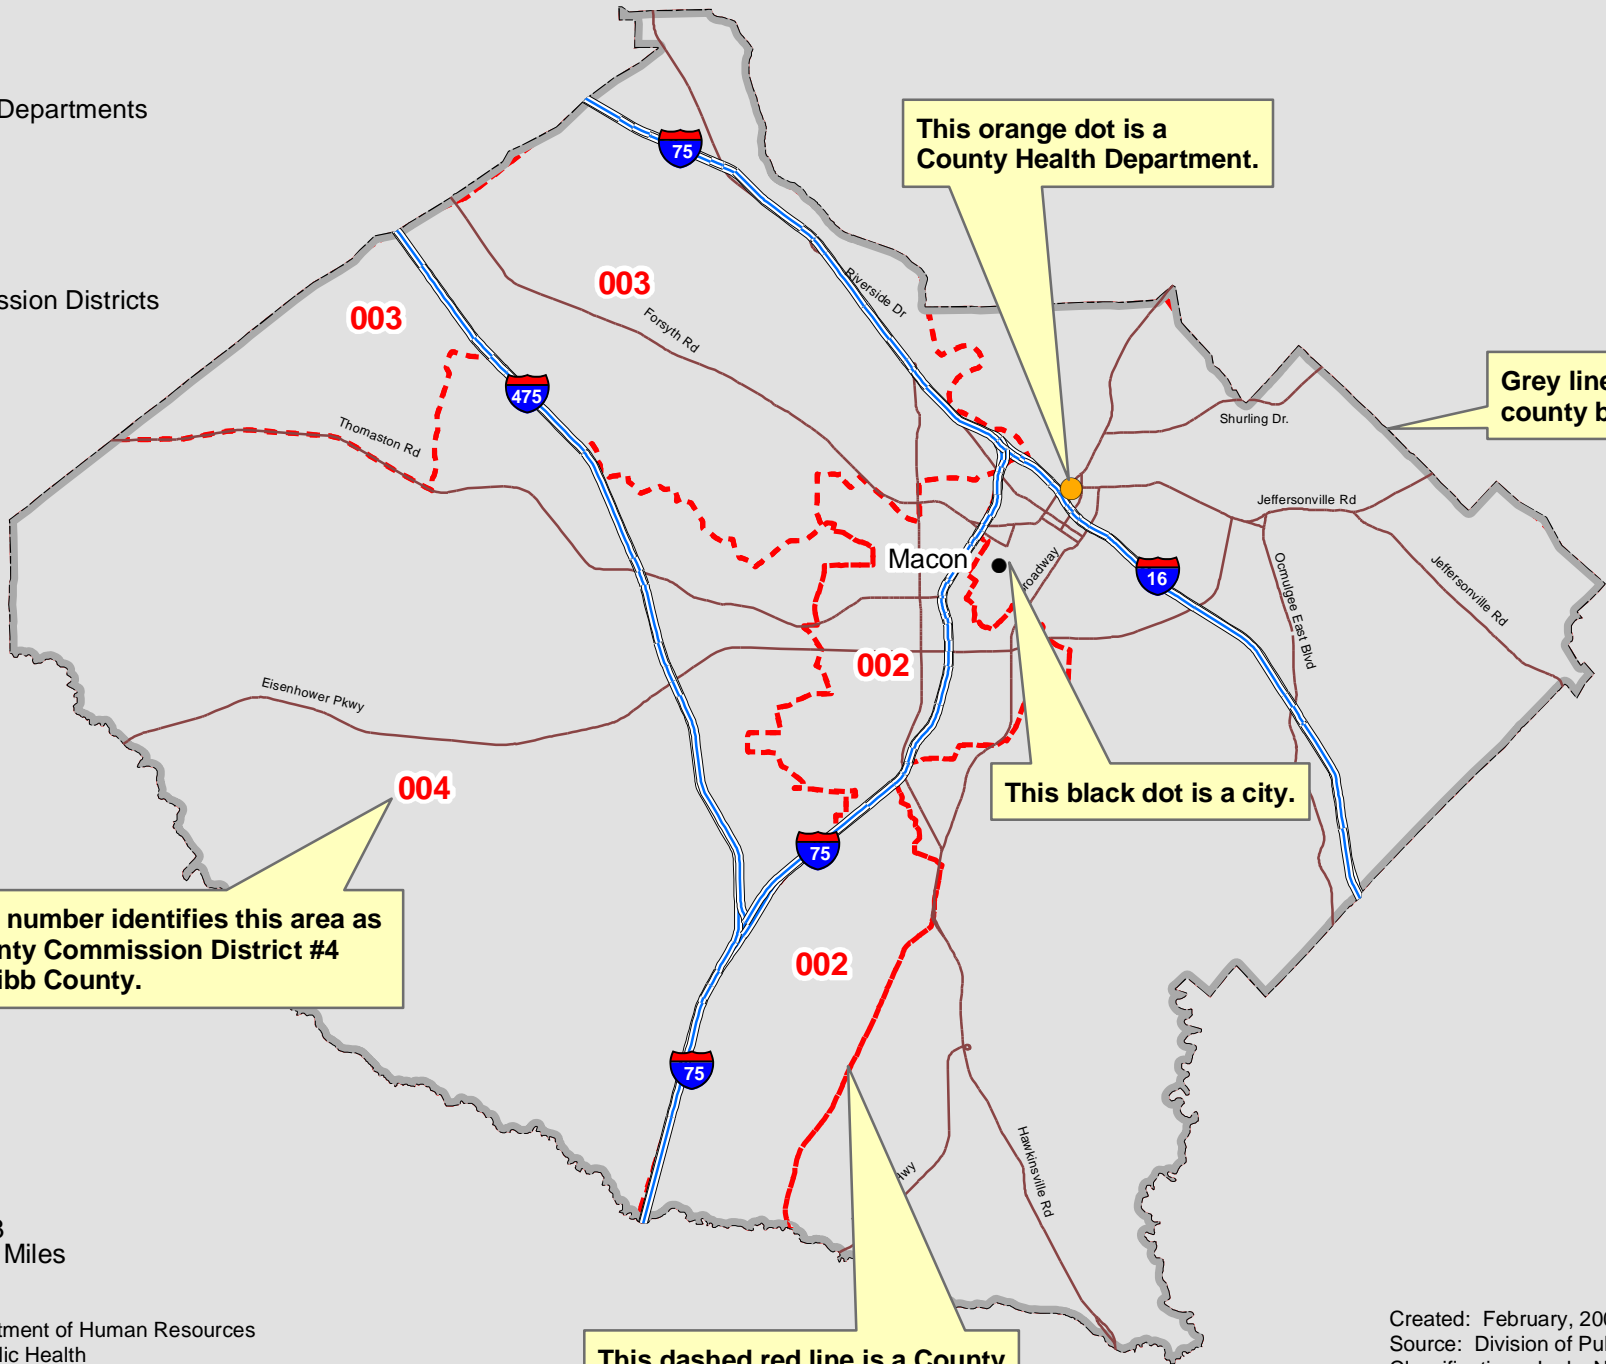 Departments
This orange dot is a
County Health Department.
75
003
Riverside Dr
ssion Districts
003
Forsyth Rd
475
Grey line
county b
Shurling Dr.
Thomaston Rd
Jeffersonville Rd
Macon
roadway
16
Ocmulgee East Blvd
Jeffersonville Rd
002
Eisenhower Pkwy
004
This black dot is a city.
75
number identifies this area as
nty Commission District #4
ibb County.
002
75
Hawkinsville Rd
Hwy
3
Miles
tment of Human Resources
lic Health
This dashed red line is a County
Created: February, 200
Source: Division of Pu